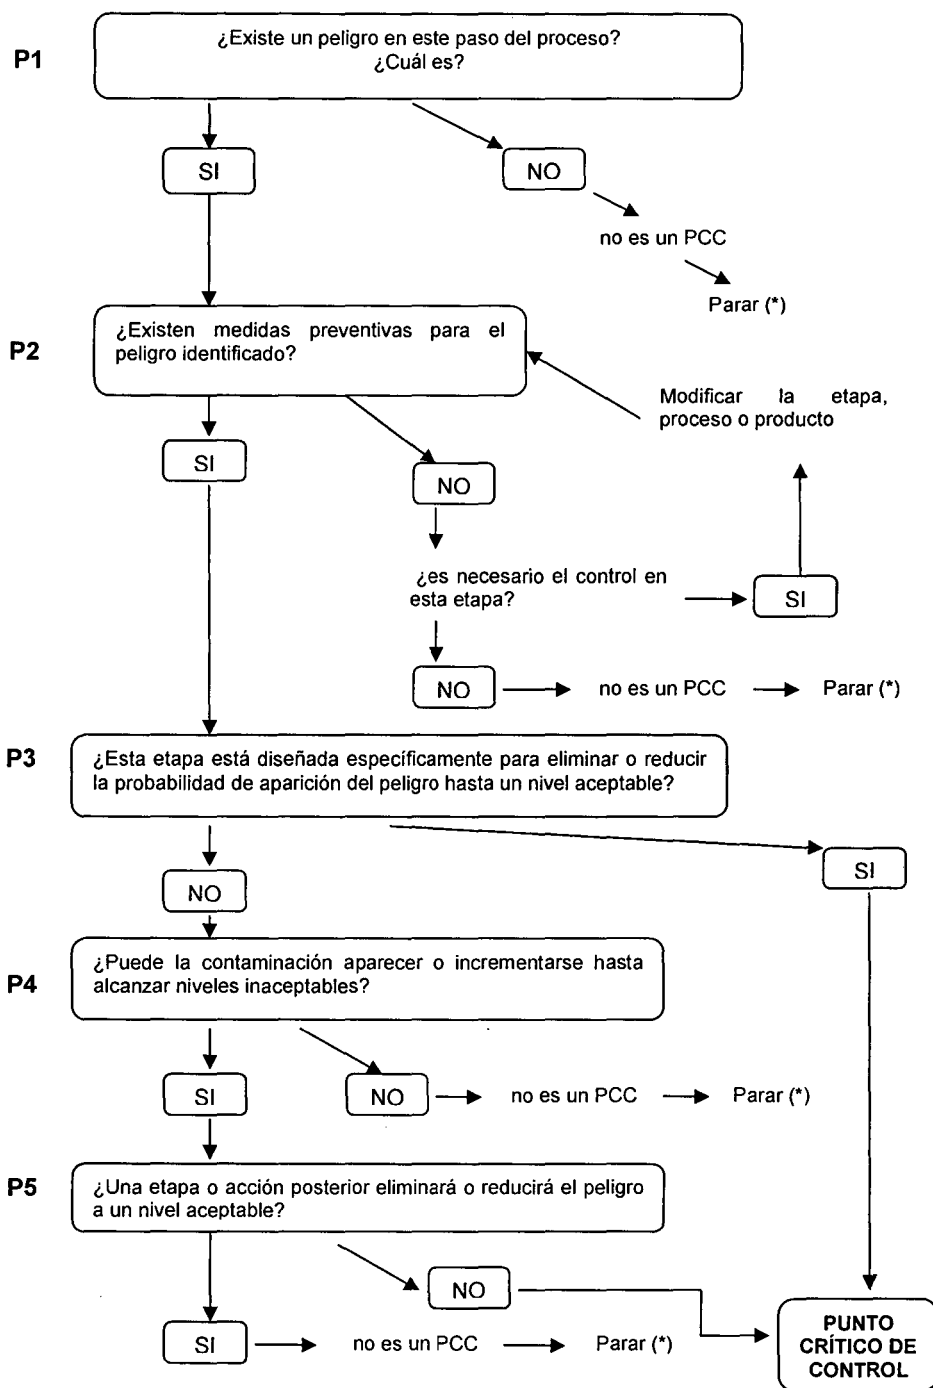 P1
¿Existe un peligro en este paso del proceso?
¿Cuál es?
SI
NO
no es un PCC
Parar (*)
P2
¿Existen medidas preventivas para el
peligro identificado?
Modificar la etapa,
proceso o producto
SI
NO
¿es necesario el control en
esta etapa?
SI
NO
no es un PCC
Parar (*)
P3
¿Esta etapa está diseñada específicamente para eliminar o reducir
la probabilidad de aparición del peligro hasta un nivel aceptable?
SI
NO
P4
¿Puede la contaminación aparecer o incrementarse hasta
alcanzar niveles inaceptables?
SI
NO
no es un PCC
Parar (*)
P5
¿Una etapa o acción posterior eliminará o reducirá el peligro
a un nivel aceptable?
NO
SI
no es un PCC
Parar (*)
PUNTO
CRÍTICO DE
CONTROL